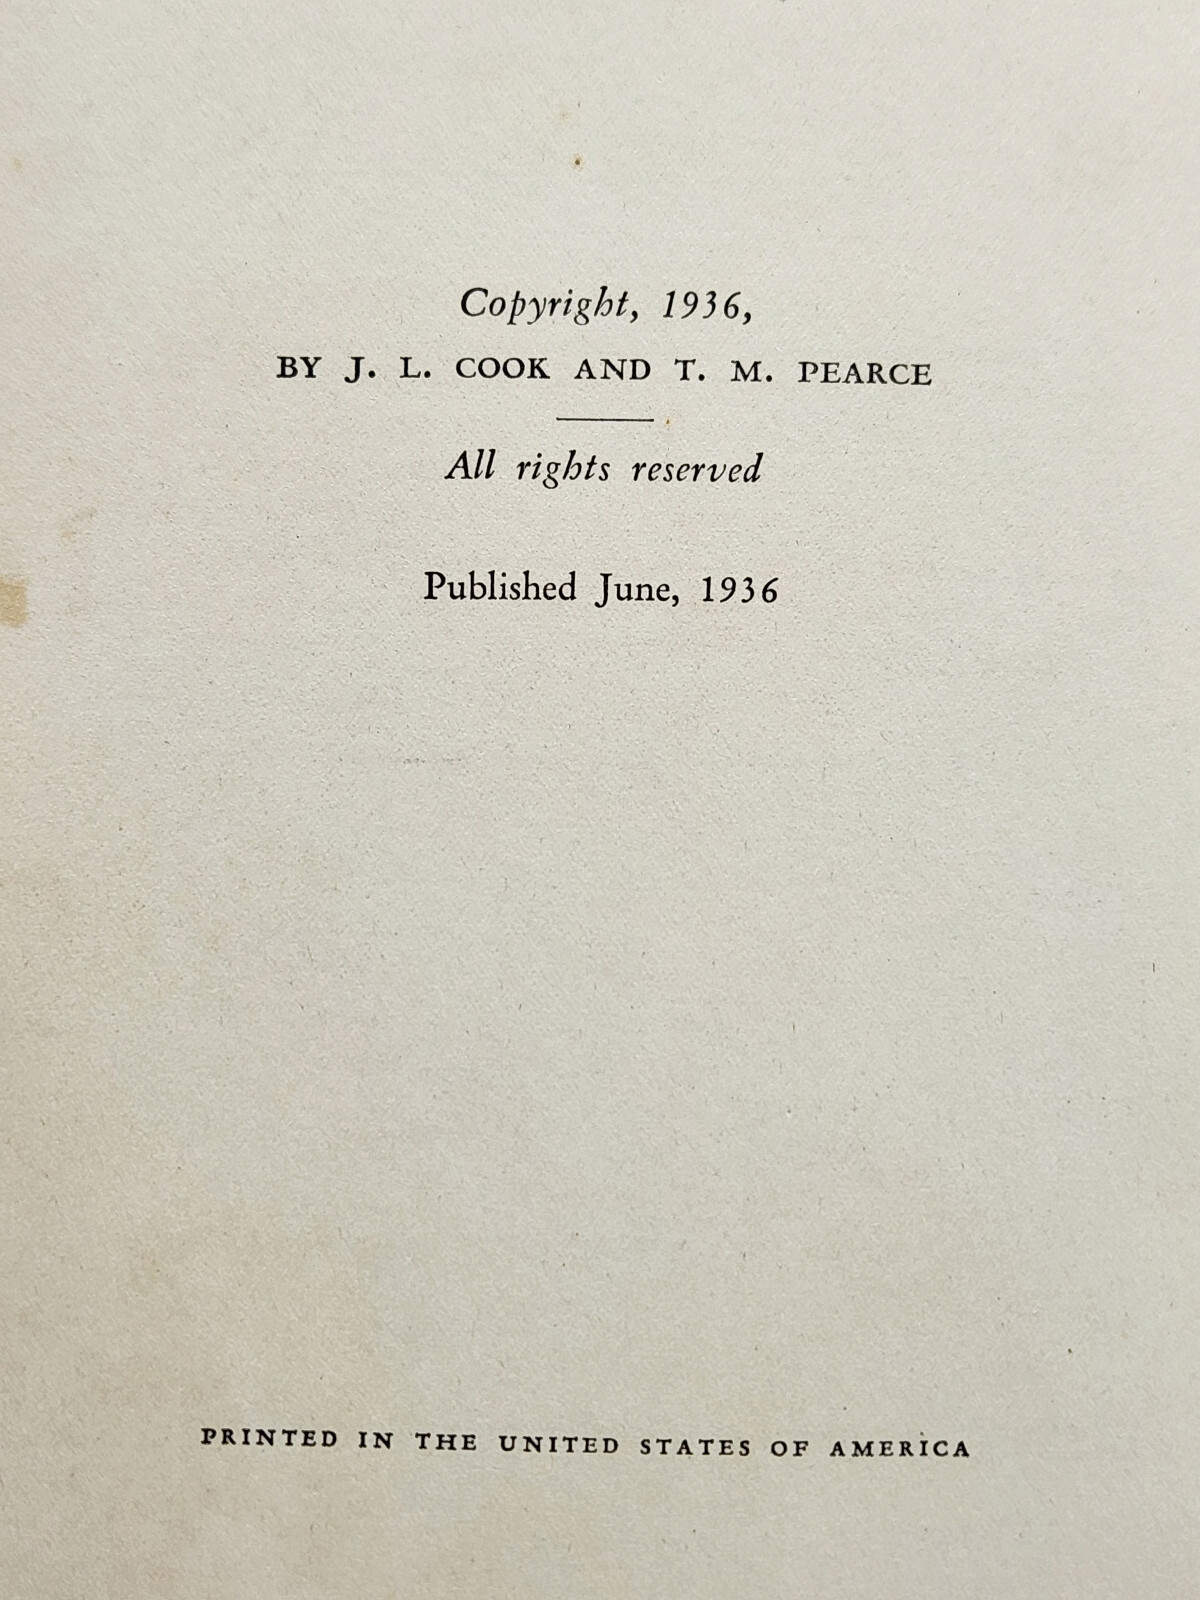 Copyright, 1936,
BY J. L. COOK AND T. M. PEARCE
All rights reserved
Published June, 1936
PRINTED IN THE UNITED STATES OF AMERICA